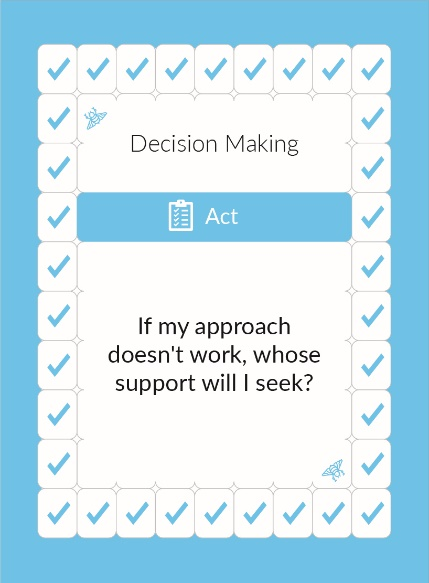 Decision Making
Act
If my approach
doesn't work, whose
support will I seek?